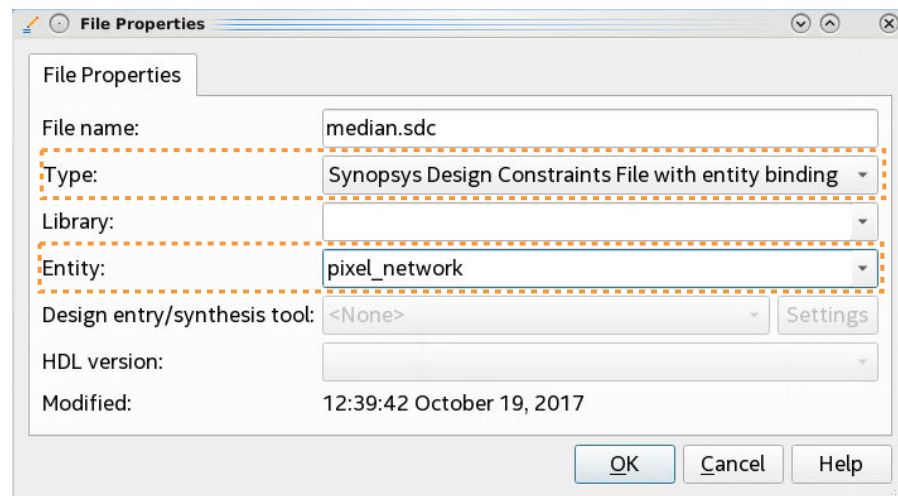 File Properties
File Properties
File name: median.sdc
Type: Synopsys Design Constraints File with entity binding
Library:
Entity: pixel_network
Design entry/synthesis tool: <None> Settings
HDL version:
Modified: 12:39:42 October 19, 2017
OK Cancel Help